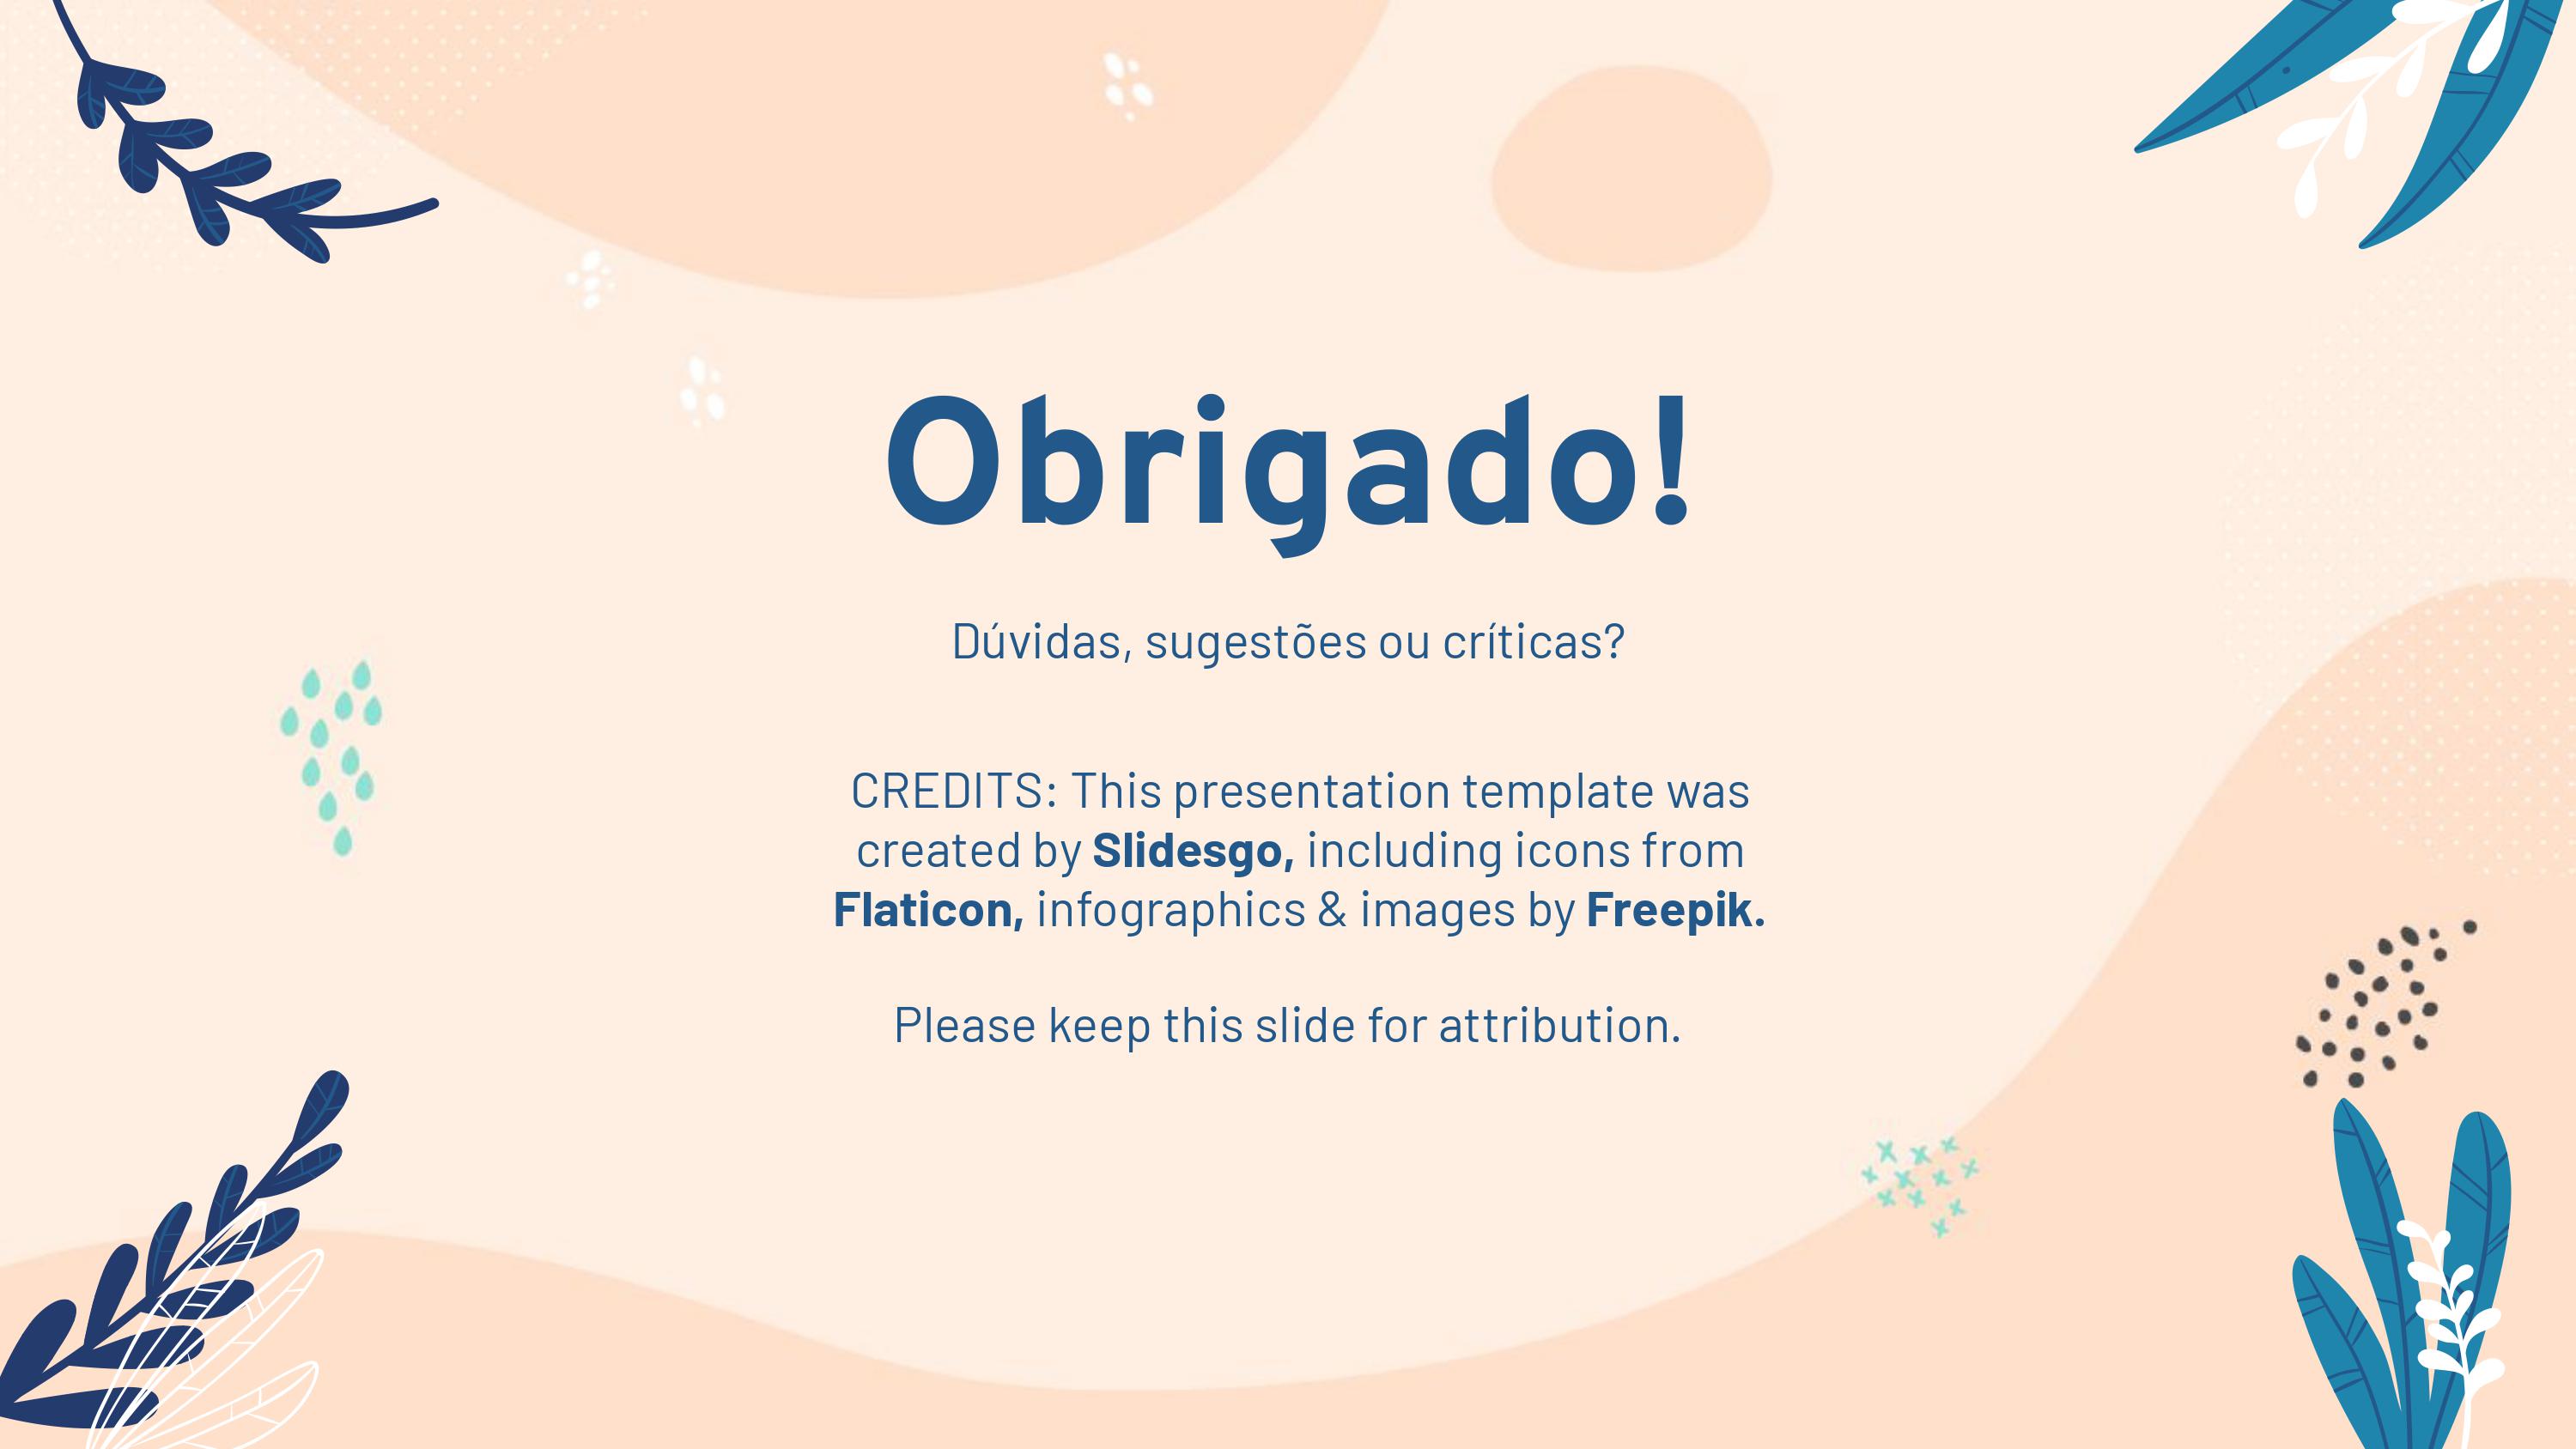 Obrigado!
Dúvidas, sugestões ou críticas?
CREDITS: This presentation template was
created by Slidesgo, including icons from
Flaticon, infographics & images by Freepik.
Please keep this slide for attribution.